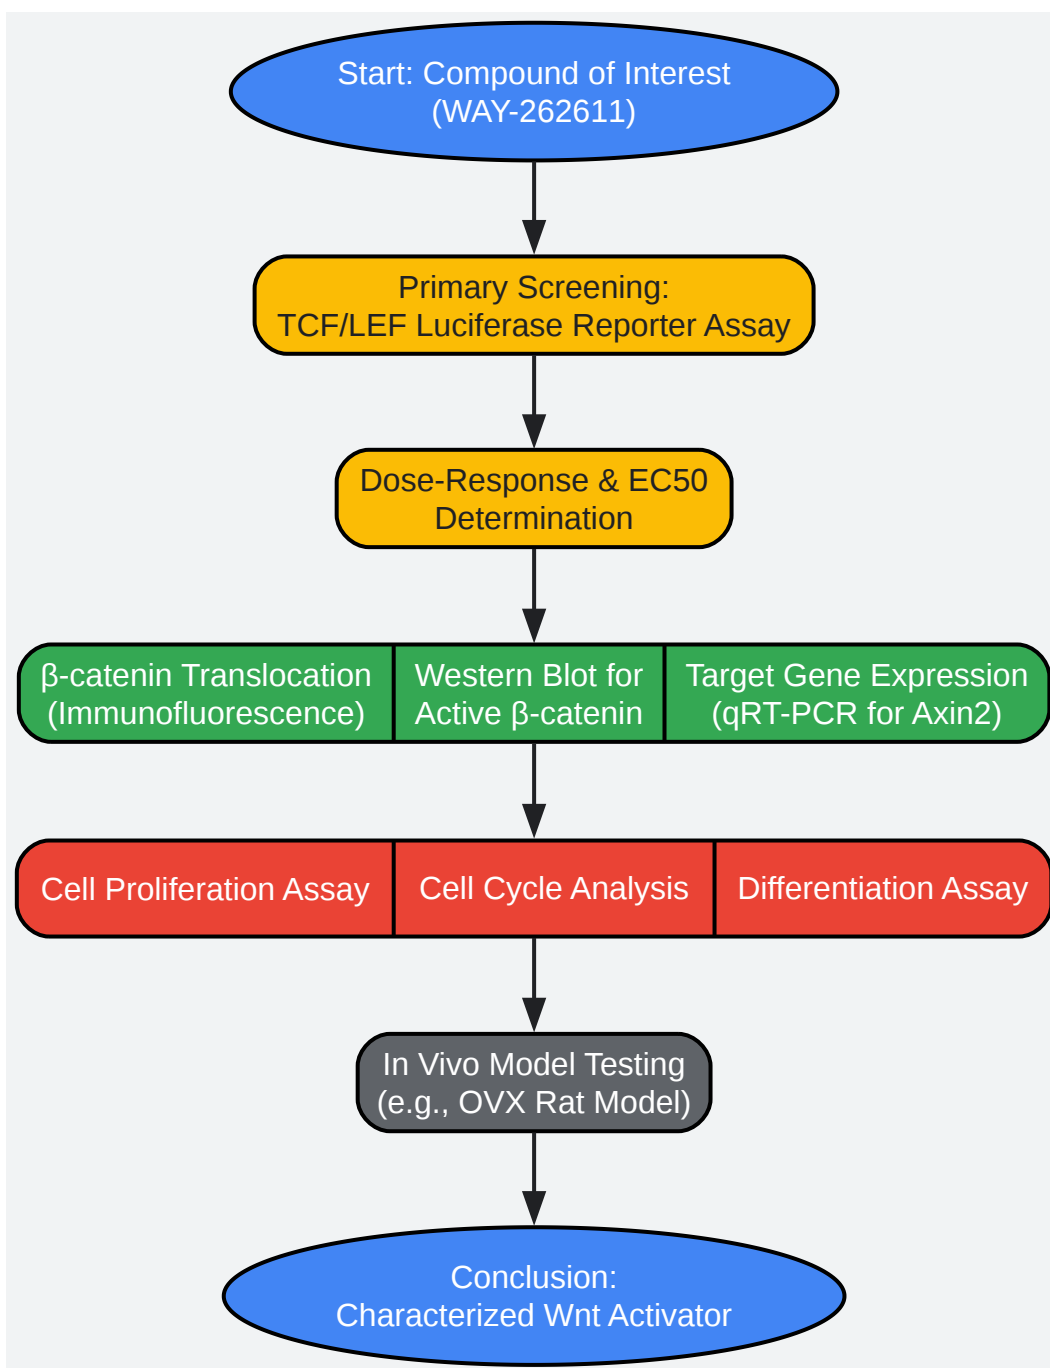 Start: Compound of Interest
(WAY-262611)
Primary Screening:
TCF/LEF Luciferase Reporter Assay
Dose-Response & EC50
Determination
β-catenin Translocation
(Immunofluorescence)
Western Blot for
Active β-catenin
Target Gene Expression
(qRT-PCR for Axin2)
Cell Proliferation Assay
Cell Cycle Analysis
Differentiation Assay
In Vivo Model Testing
(e.g., OVX Rat Model)
Conclusion:
Characterized Wnt Activator